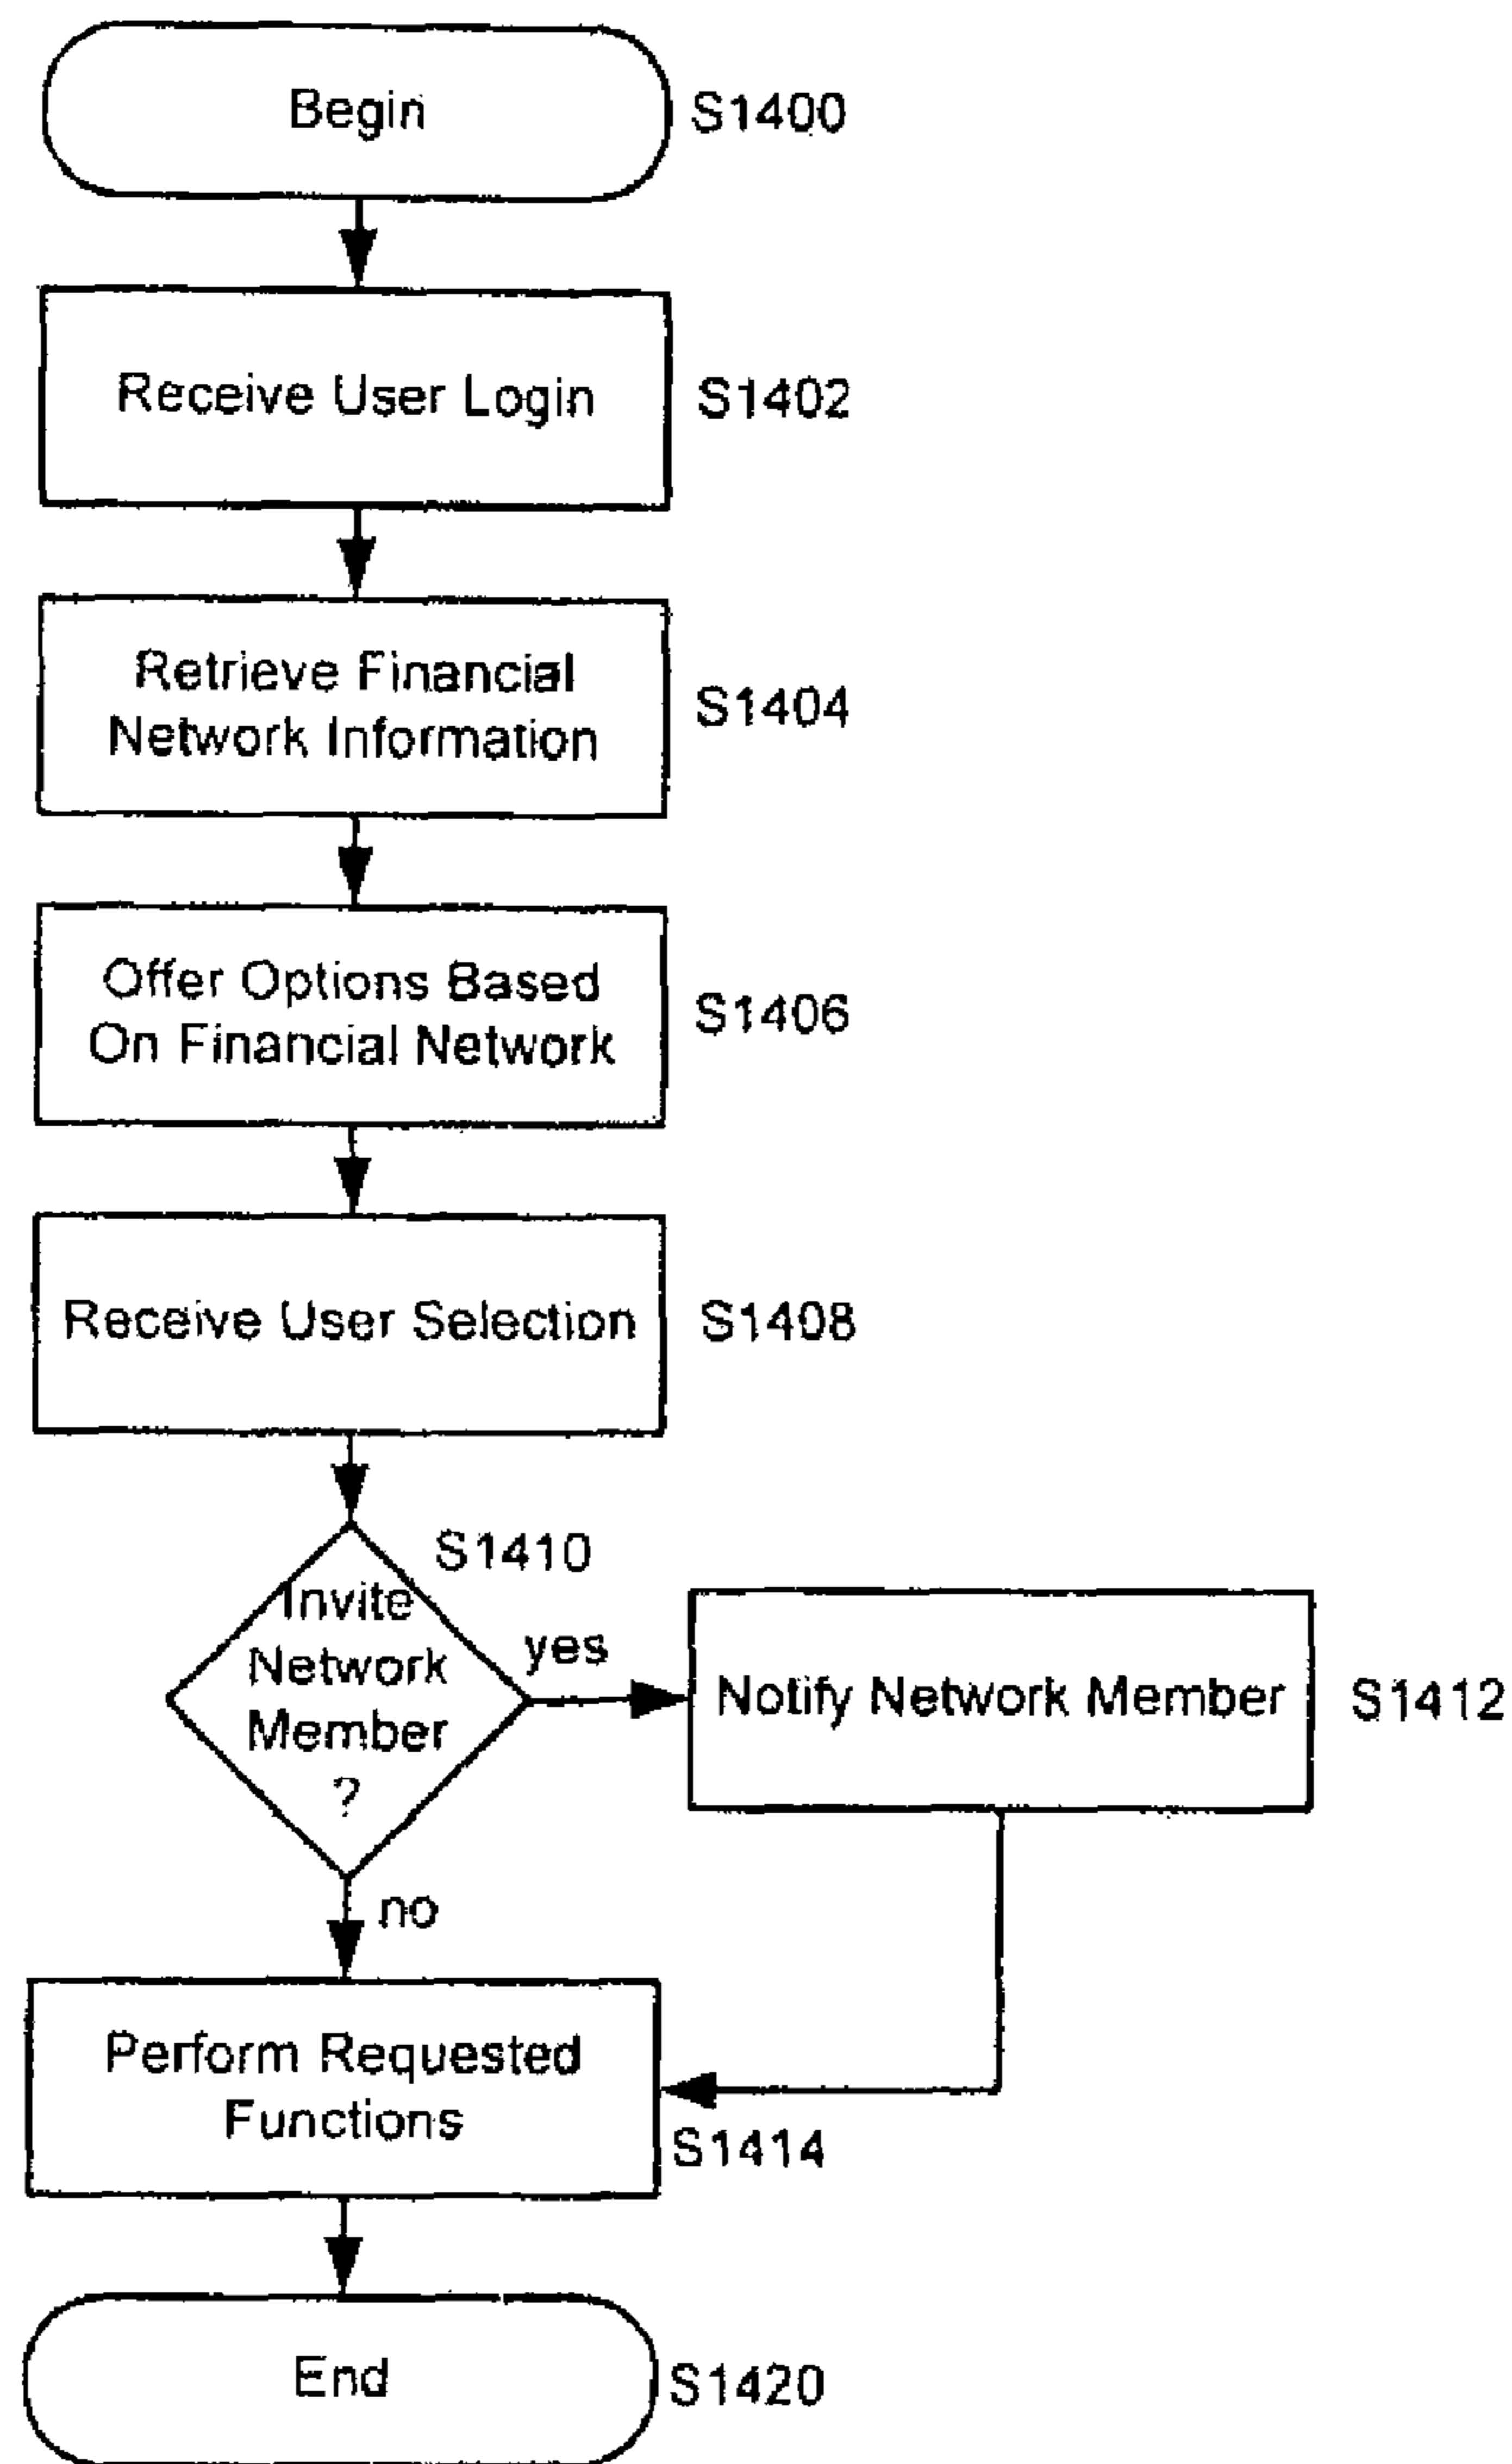 Begin
S1400
Receive User Login
S1402
Retrieve Financial
Network Information
S1404
Offer Options Based
On Financial Network
S1406
Receive User Selection
S1408
S1410
Invite
Network
Member
?
yes
Notify Network Member
S1412
no
Perform Requested
Functions
S1414
End
S1420